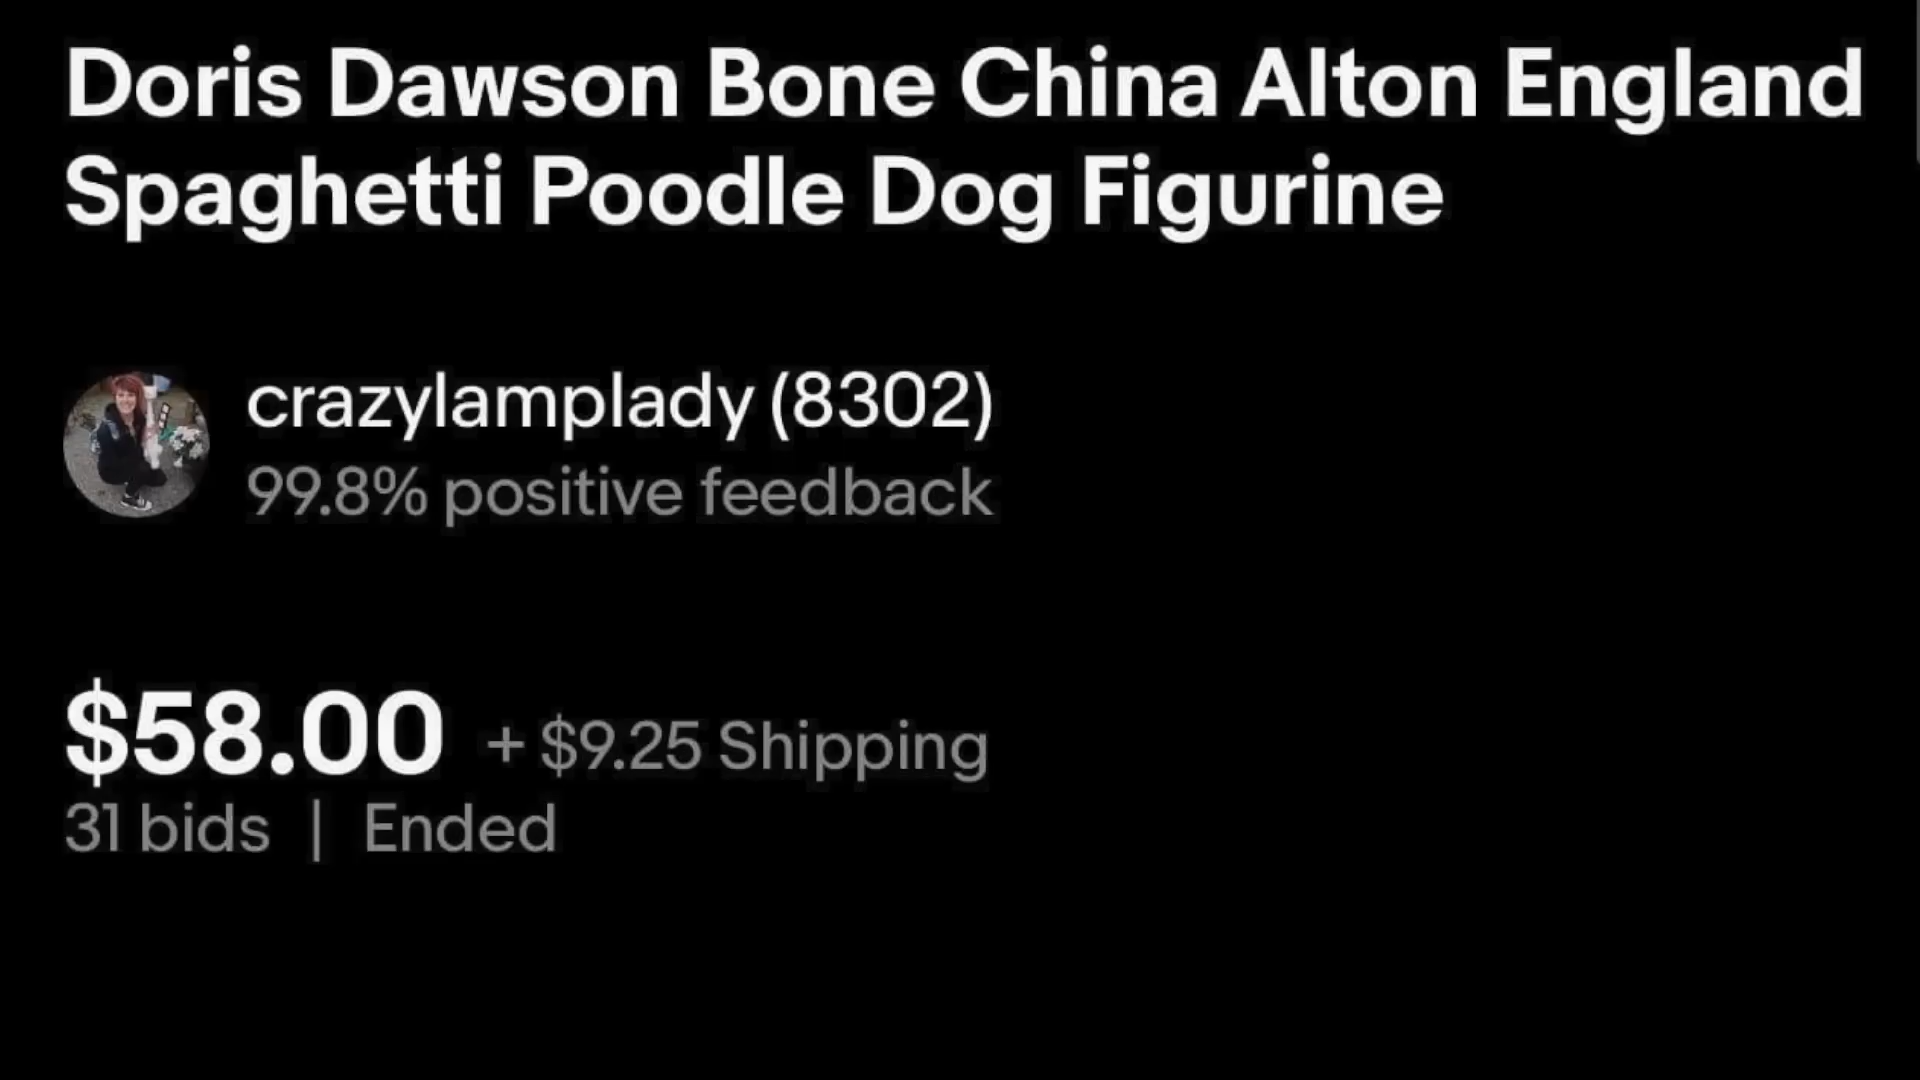 Doris Dawson Bone China Alton England
Spaghetti Poodle Dog Figurine
crazylamplady (8302)
99.8% positive feedback
$58.00 + $9.25 Shipping
31 bids | Ended